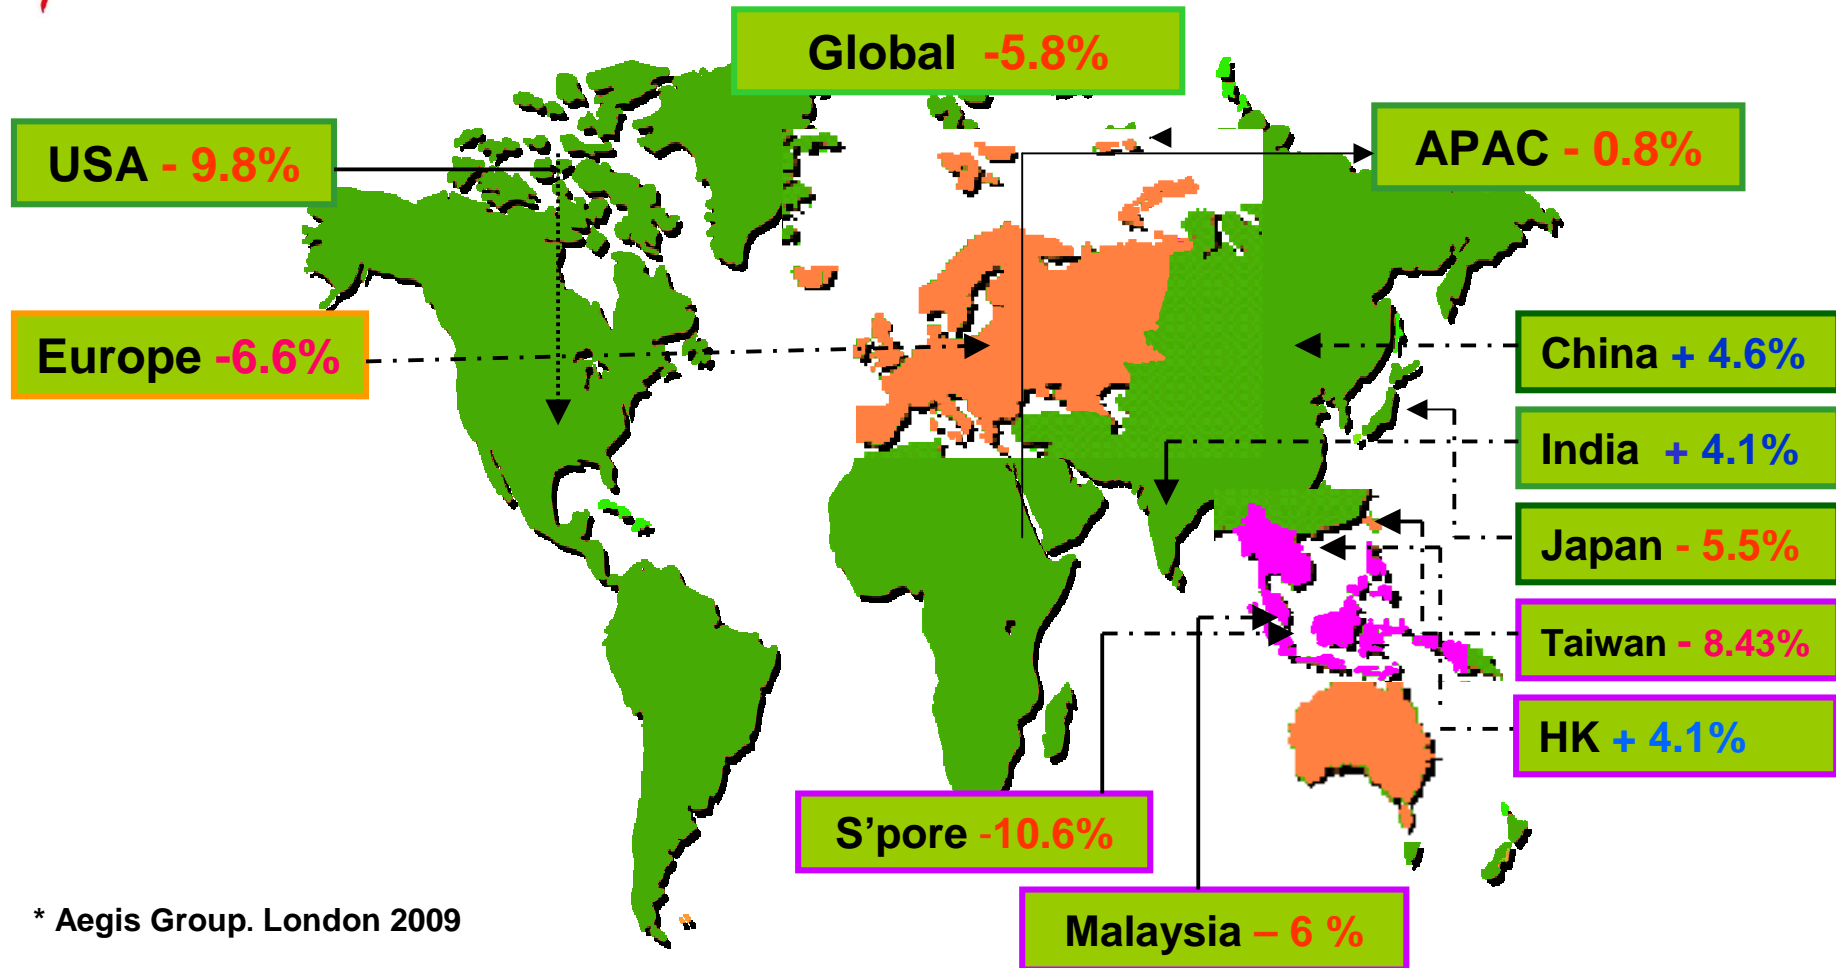 Global -5.8%
USA - 9.8%
APAC - 0.8%
Europe -6.6%
China + 4.6%
India + 4.1%
Japan - 5.5%
Taiwan - 8.43%
HK + 4.1%
S’pore -10.6%
Malaysia – 6 %
* Aegis Group. London 2009